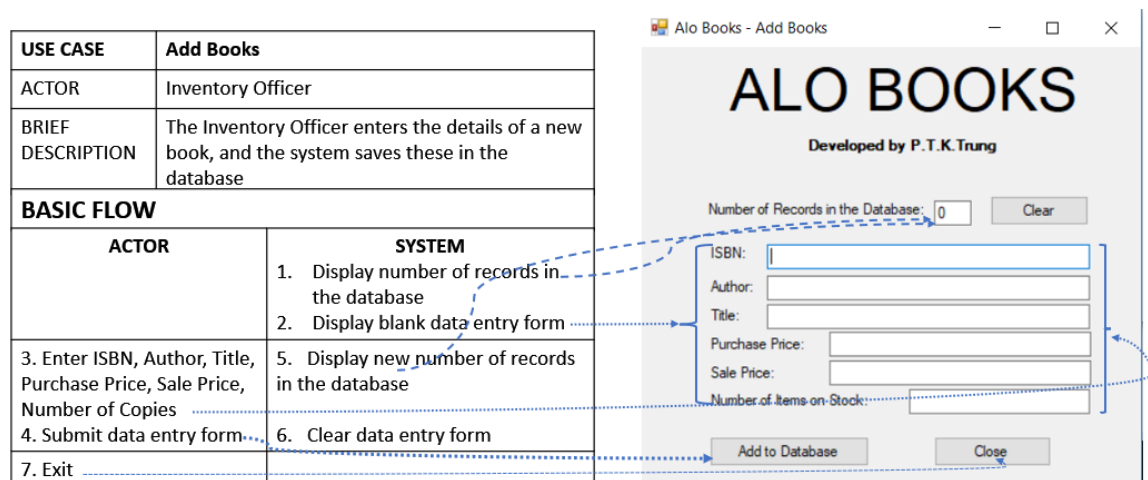 USE CASE
Add Books
ACTOR
Inventory Officer
BRIEF
DESCRIPTION
The Inventory Officer enters the details of a new
book, and the system saves these in the
database
BASIC FLOW
ACTOR
SYSTEM
1. Display number of records in
the database
2. Display blank data entry form
3. Enter ISBN, Author, Title,
Purchase Price, Sale Price,
Number of Copies
4. Submit data entry form
5. Display new number of records
in the database
6. Clear data entry form
7. Exit
Alo Books - Add Books
ALO BOOKS
Developed by P.T.K.Trung
Number of Records in the Database: 0
Clear
ISBN:
Author:
Title:
Purchase Price:
Sale Price:
Number of Items on Stock:
Add to Database
Close